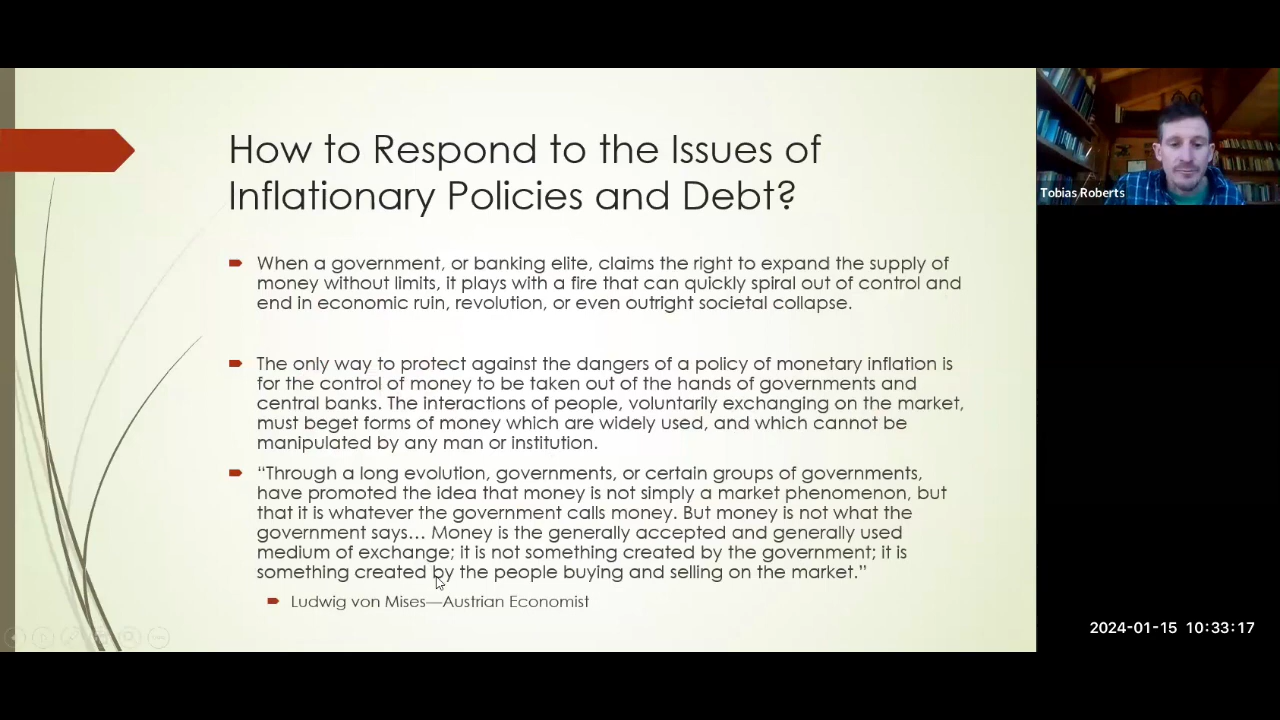 How to Respond to the Issues of
Inflationary Policies and Debt?
When a government, or banking elite, claims the right to expand the supply of
money without limits, it plays with a fire that can quickly spiral out of control and
end in economic ruin, revolution, or even outright societal collapse.
The only way to protect against the dangers of a policy of monetary inflation is
for the control of money to be taken out of the hands of governments and
central banks. The interactions of people, voluntarily exchanging on the market,
must beget forms of money which are widely used, and which cannot be
manipulated by any man or institution.
“Through a long evolution, governments, or certain groups of governments,
have promoted the idea that money is not simply a market phenomenon, but
that it is whatever the government calls money. But money is not what the
government says… Money is the generally accepted and generally used
medium of exchange; it is not something created by the government; it is
something created by the people buying and selling on the market.”
Ludwig von Mises—Austrian Economist
Tobias Roberts
2024-01-15 10:33:17